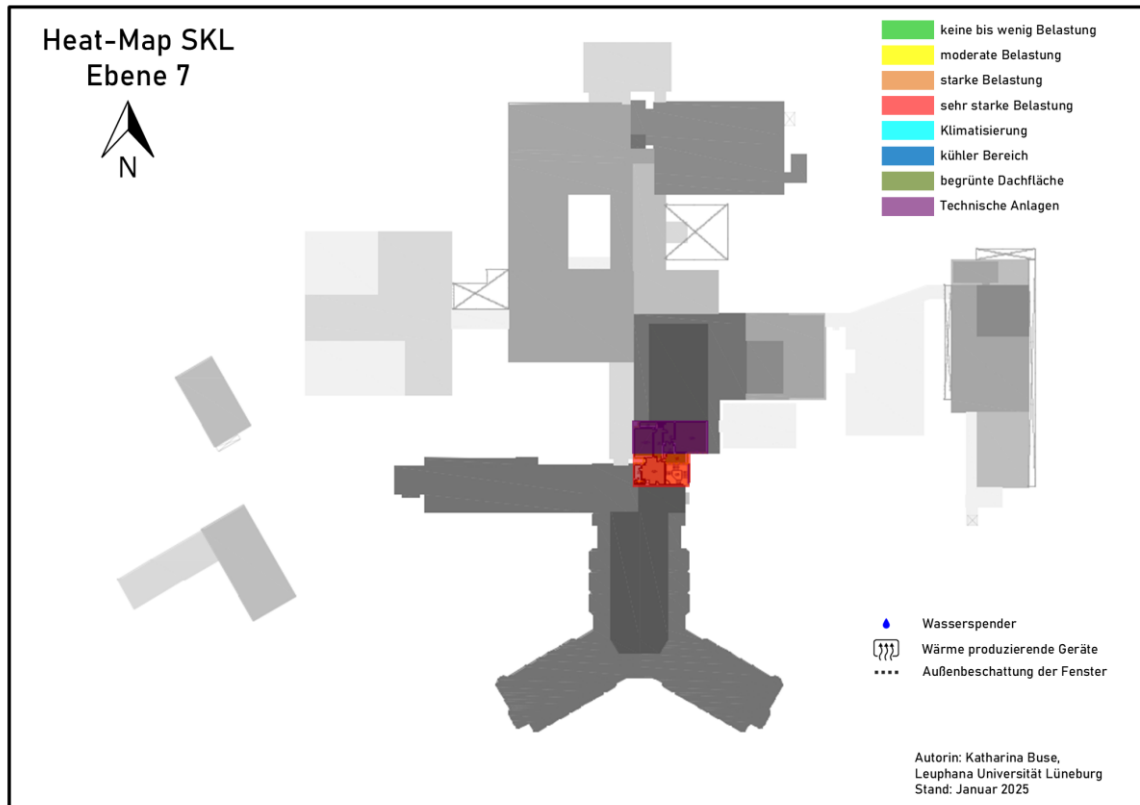 Heat-Map SKL
Ebene 7
N
keine bis wenig Belastung
moderate Belastung
starke Belastung
sehr starke Belastung
Klimatisierung
kühler Bereich
begrünte Dachfläche
Technische Anlagen
Wasserspender
Wärme produzierende Geräte
Außenbeschattung der Fenster
Autorin: Katharina Buse,
Leuphana Universität Lüneburg
Stand: Januar 2025